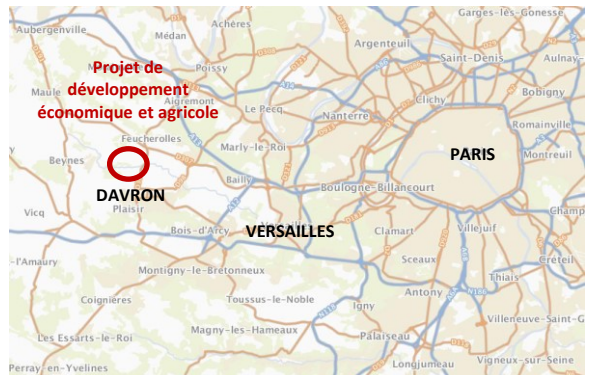 Garges-lès-Gonesse
Achères
Aubergenville
Médan
Argenteuil
Saint-Denis
Aulnay-
Projet de
développement
économique et agricole
Poissy
Maule
Aigremont
Le Pecq
Nanterre
Clichy
Bobigny
Romainville
Feucherolles
Marly-le-Roi
Beynes
PARIS
Montreuil
Bailly
Boulogne-Billancourt
DAVRON
Plaisir
Vicq
Bois-d'Arcy
VERSAILLES
Clamart
Villejuif
Champ
Sceaux
Créteil
-l'Amaury
Montigny-le-Bretonneux
Thiais
Antony
Coignières
Toussus-le-Noble
Igny
Villeneuve-Saint-G
Magny-les-Hameaux
Palaiseau
Les Essarts-le-Roi
Perray-en-Yvelines
Longjumeau
Vigneux-sur-Seine